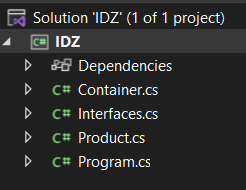 Solution 'IDZ' (1 of 1 project)
C# IDZ
Dependencies
C# Container.cs
C# Interfaces.cs
C# Product.cs
C# Program.cs